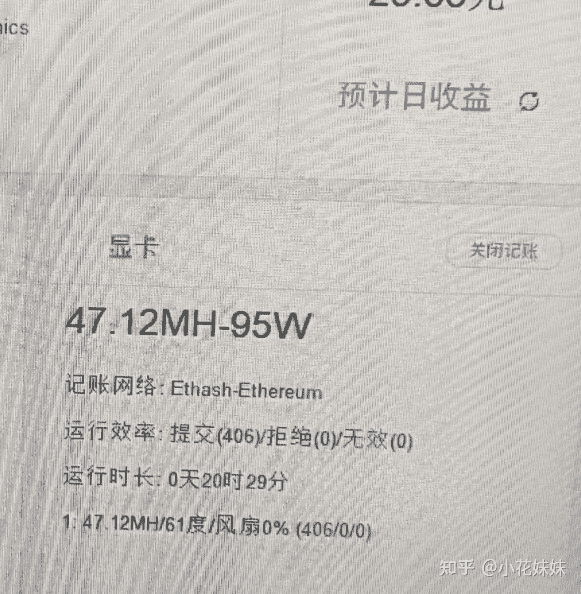 nics
预计日收益
显卡
关闭记账
47.12MH-95W
记账网络: Ethash-Ethereum
运行效率: 提交(406)/拒绝(0)/无效(0)
运行时长: 0天20时29分
1: 47.12MH/61度/风扇0% (406/0/0)
知乎 @小花妹妹